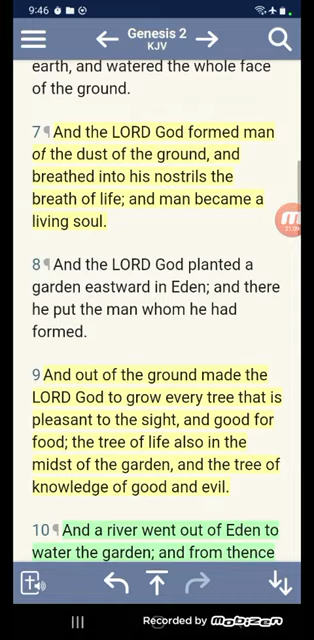 9:46
Genesis 2
KJV
earth, and watered the whole face
of the ground.
7 ¶ And the LORD God formed man
of the dust of the ground, and
breathed into his nostrils the
breath of life; and man became a
living soul.
8 ¶ And the LORD God planted a
garden eastward in Eden; and there
he put the man whom he had
formed.
9 And out of the ground made the
LORD God to grow every tree that is
pleasant to the sight, and good for
food; the tree of life also in the
midst of the garden, and the tree of
knowledge of good and evil.
10 ¶ And a river went out of Eden to
water the garden; and from thence
Recorded by mobizen